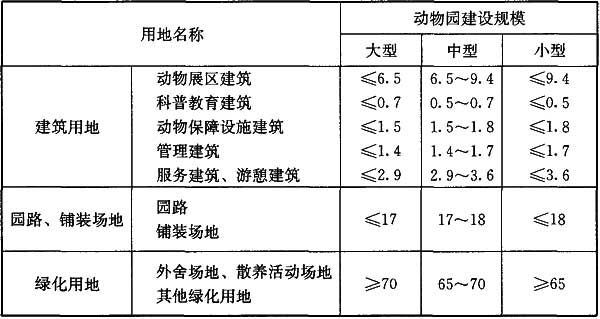 用地名称 动物园建设规模
大型 中型 小型
建筑用地 动物展区建筑 ≤6.5 6.5～9.4 ≤9.4
科普教育建筑 ≤0.7 0.5～0.7 ≤0.5
动物保障设施建筑 ≤1.5 1.5～1.8 ≤1.8
管理建筑 ≤1.4 1.4～1.7 ≤1.7
服务建筑、游憩建筑 ≤2.9 2.9～3.6 ≤3.6
园路、铺装场地 园路 ≤17 17～18 ≤18
铺装场地
绿化用地 外舍场地、散养活动场地 ≥70 65～70 ≥65
其他绿化用地